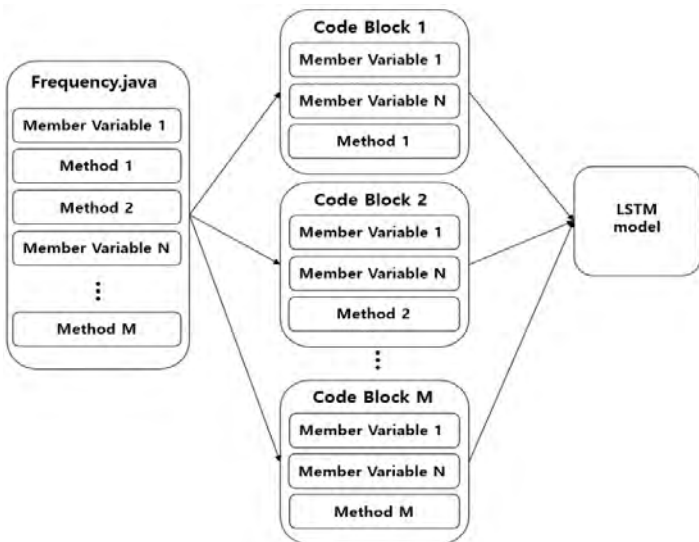 Frequency.java
Member Variable 1
Method 1
Method 2
Member Variable N
⋮
Method M
Code Block 1
Member Variable 1
Member Variable N
Method 1
Code Block 2
Member Variable 1
Member Variable N
Method 2
⋮
Code Block M
Member Variable 1
Member Variable N
Method M
LSTM
model